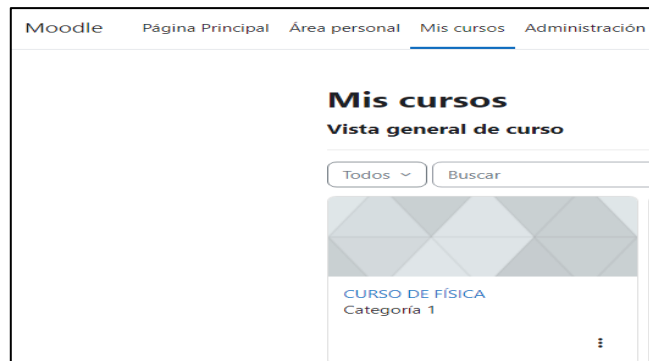 Moodle Página Principal Área personal Mis cursos Administración
Mis cursos
Vista general de curso
Todos Buscar
CURSO DE FÍSICA
Categoría 1